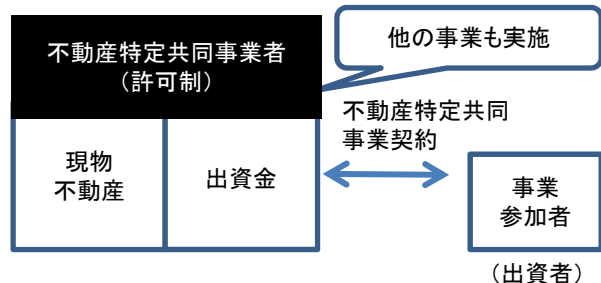 不動産特定共同事業者
（許可制）
他の事業も実施
不動産特定共同
事業契約
現物
不動産
出資金
事業
参加者
（出資者）